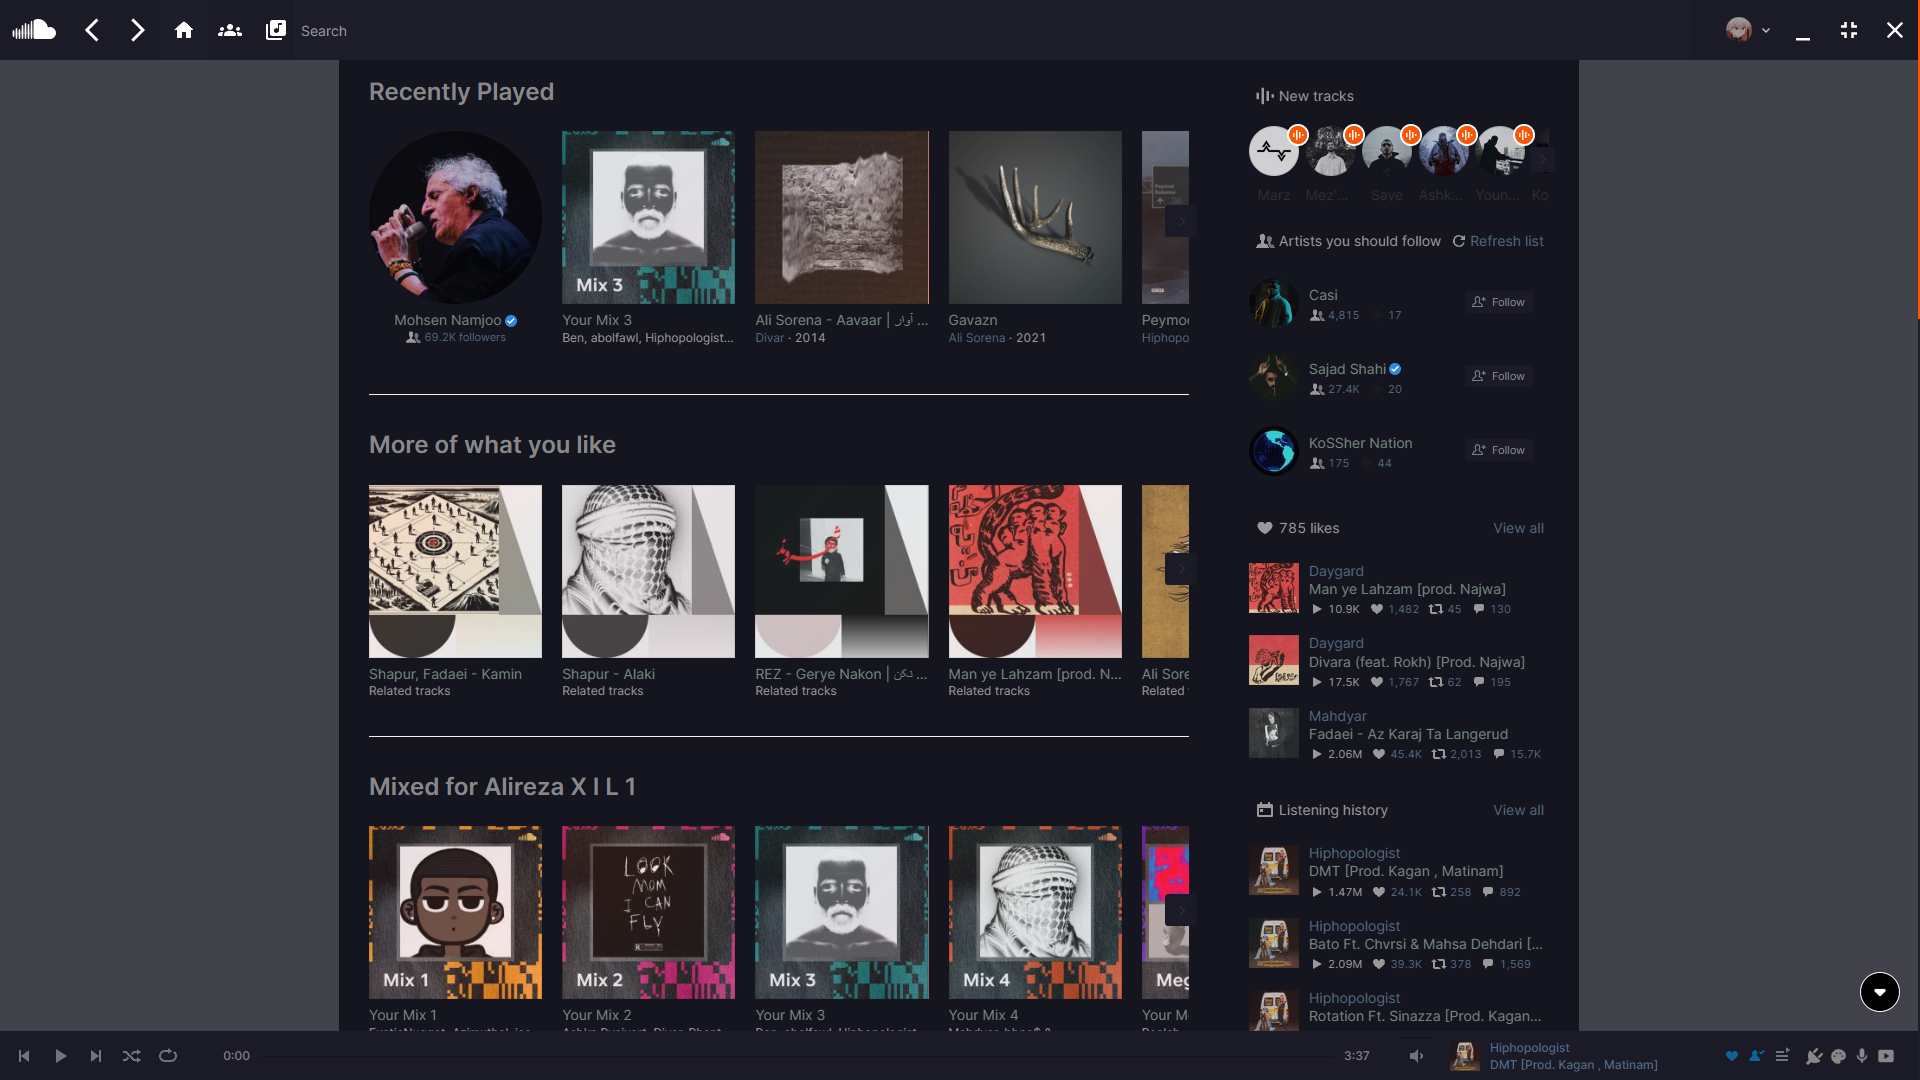 Search
Recently Played
Mix 3
Mohsen Namjoo
69.2K followers
Your Mix 3
Ben, abolfawl, Hiphopologist...
Ali Sorena - Aavaar | آوار ...
Divar · 2014
Gavazn
Ali Sorena · 2021
Peymo
Hiphopo
More of what you like
Shapur, Fadaei - Kamin
Related tracks
Shapur - Alaki
Related tracks
REZ - Gerye Nakon | نکن ...
Related tracks
Man ye Lahzam [prod. N...
Related tracks
Ali Sore
Related
Mixed for Alireza X I L 1
Mix 1
LOOK
MOM
I CAN
FLY
Mix 2
Mix 3
Mix 4
Meg
Your Mix 1
Your Mix 2
Your Mix 3
Your Mix 4
Your M
New tracks
Marz
Mez'...
Saye
Ashk...
Youn...
Ko
Artists you should follow
Refresh list
Casi
4,815 17
Follow
Sajad Shahi
27.4K 20
Follow
KoSSher Nation
175 44
Follow
785 likes
View all
Daygard
Man ye Lahzam [prod. Najwa]
10.9K 1,482 45 130
Daygard
Divara (feat. Rokh) [Prod. Najwa]
17.5K 1,767 62 195
Mahdyar
Fadaei - Az Karaj Ta Langerud
2.06M 45.4K 2,013 15.7K
Listening history
View all
Hiphopologist
DMT [Prod. Kagan , Matinam]
1.47M 24.1K 258 892
Hiphopologist
Bato Ft. Chvrsi & Mahsa Dehdari [...
2.09M 39.3K 378 1,569
Hiphopologist
Rotation Ft. Sinazza [Prod. Kagan...
0:00
3:37
Hiphopologist
DMT [Prod. Kagan , Matinam]